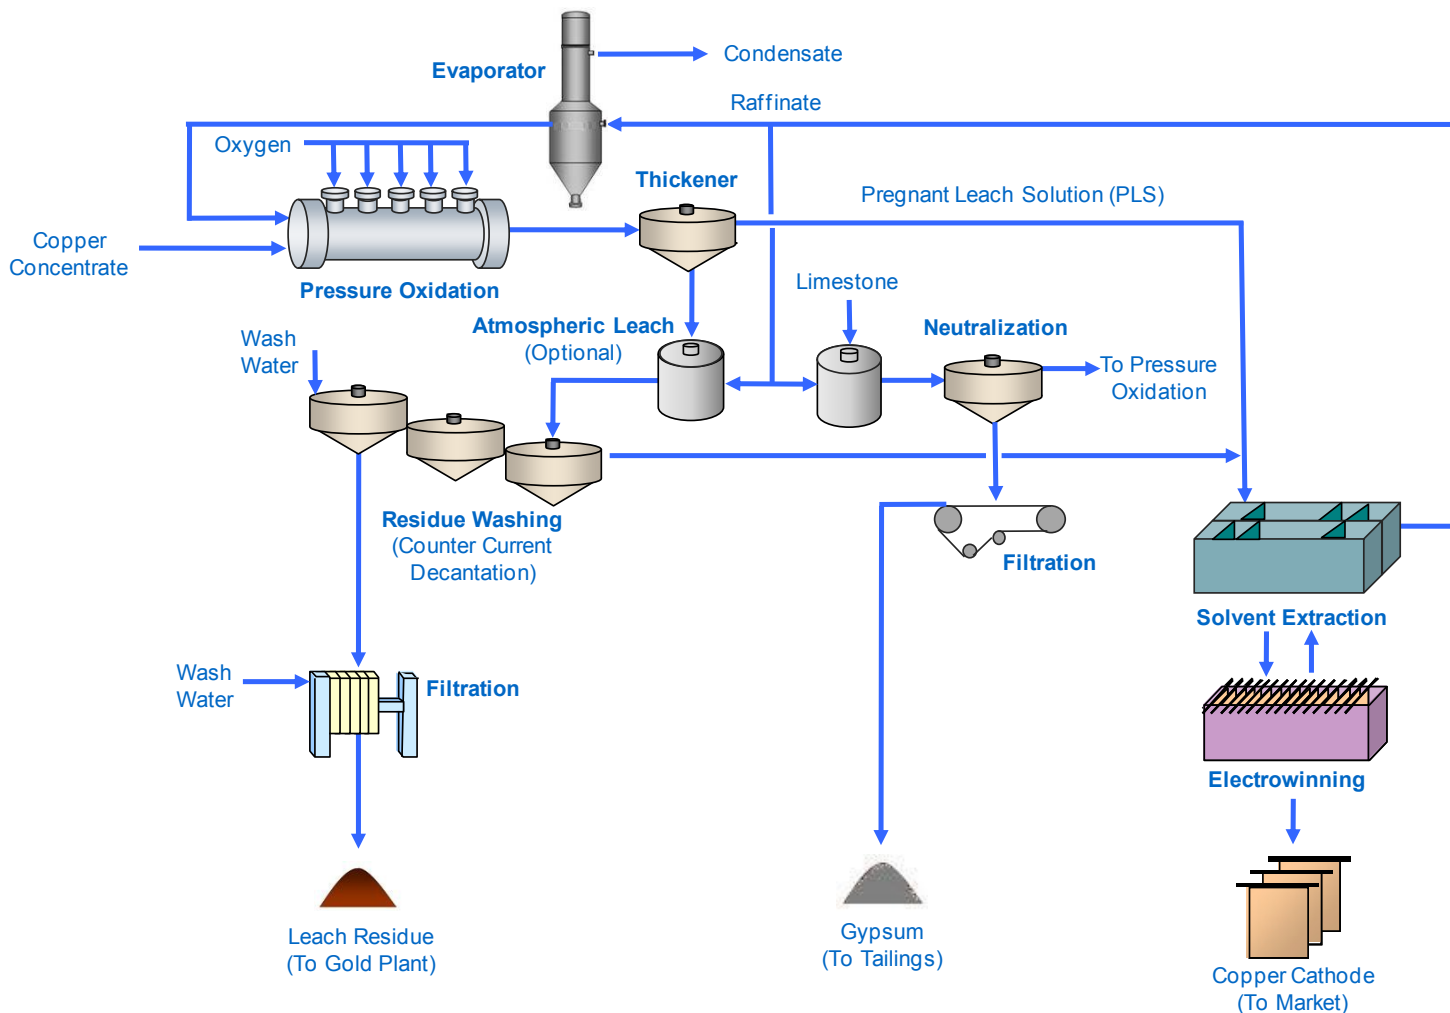 Evaporator
Condensate
Raffinate
Oxygen
Thickener
Pregnant Leach Solution (PLS)
Copper
Concentrate
Pressure Oxidation
Limestone
Atmospheric Leach
(Optional)
Neutralization
Wash
Water
To Pressure
Oxidation
Residue Washing
(Counter Current
Decantation)
Filtration
Solvent Extraction
Wash
Water
Filtration
Electrowinning
Leach Residue
(To Gold Plant)
Gypsum
(To Tailings)
Copper Cathode
(To Market)